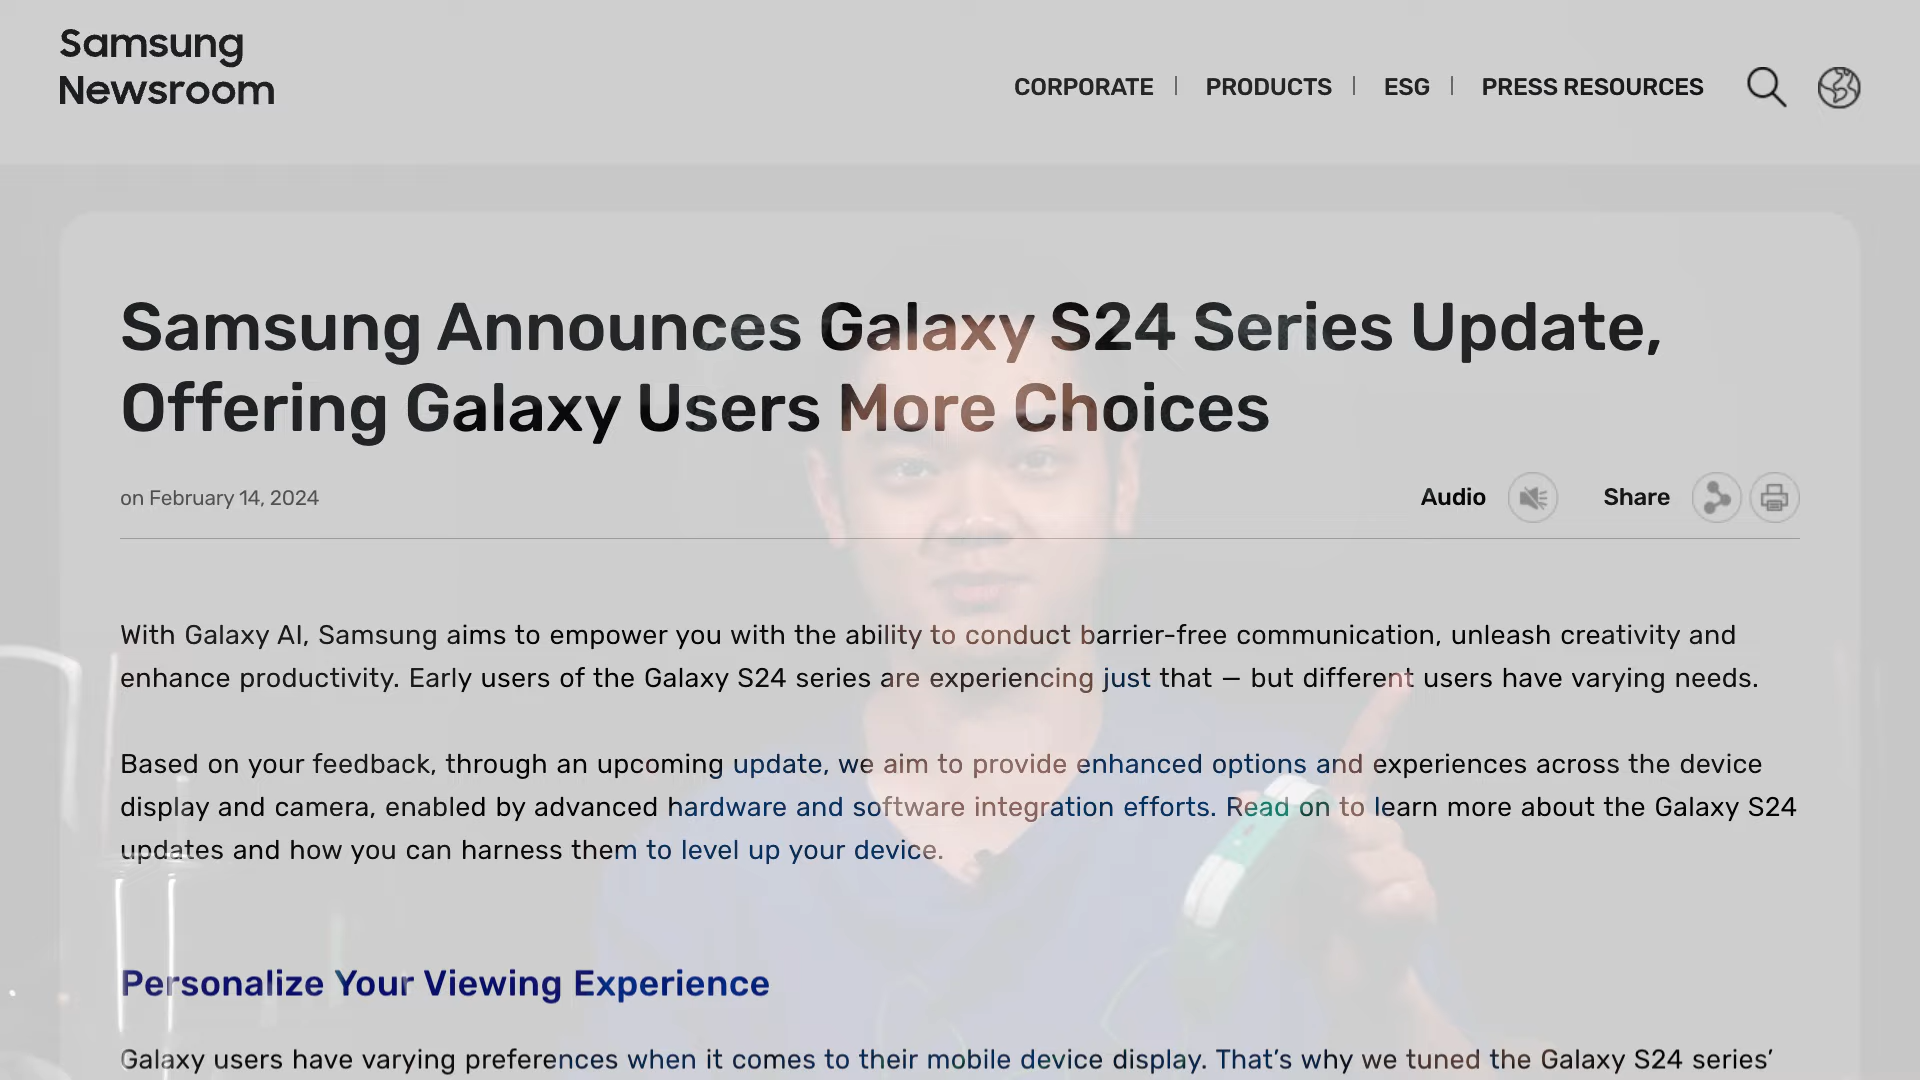 Samsung
Newsroom
CORPORATE
PRODUCTS
ESG
PRESS RESOURCES
Samsung Announces Galaxy S24 Series Update,
Offering Galaxy Users More Choices
on February 14, 2024
Audio
Share
With Galaxy AI, Samsung aims to empower you with the ability to conduct barrier-free communication, unleash creativity and
enhance productivity. Early users of the Galaxy S24 series are experiencing just that — but different users have varying needs.
Based on your feedback, through an upcoming update, we aim to provide enhanced options and experiences across the device
display and camera, enabled by advanced hardware and software integration efforts. Read on to learn more about the Galaxy S24
updates and how you can harness them to level up your device.
Personalize Your Viewing Experience
Galaxy users have varying preferences when it comes to their mobile device display. That’s why we tuned the Galaxy S24 series’